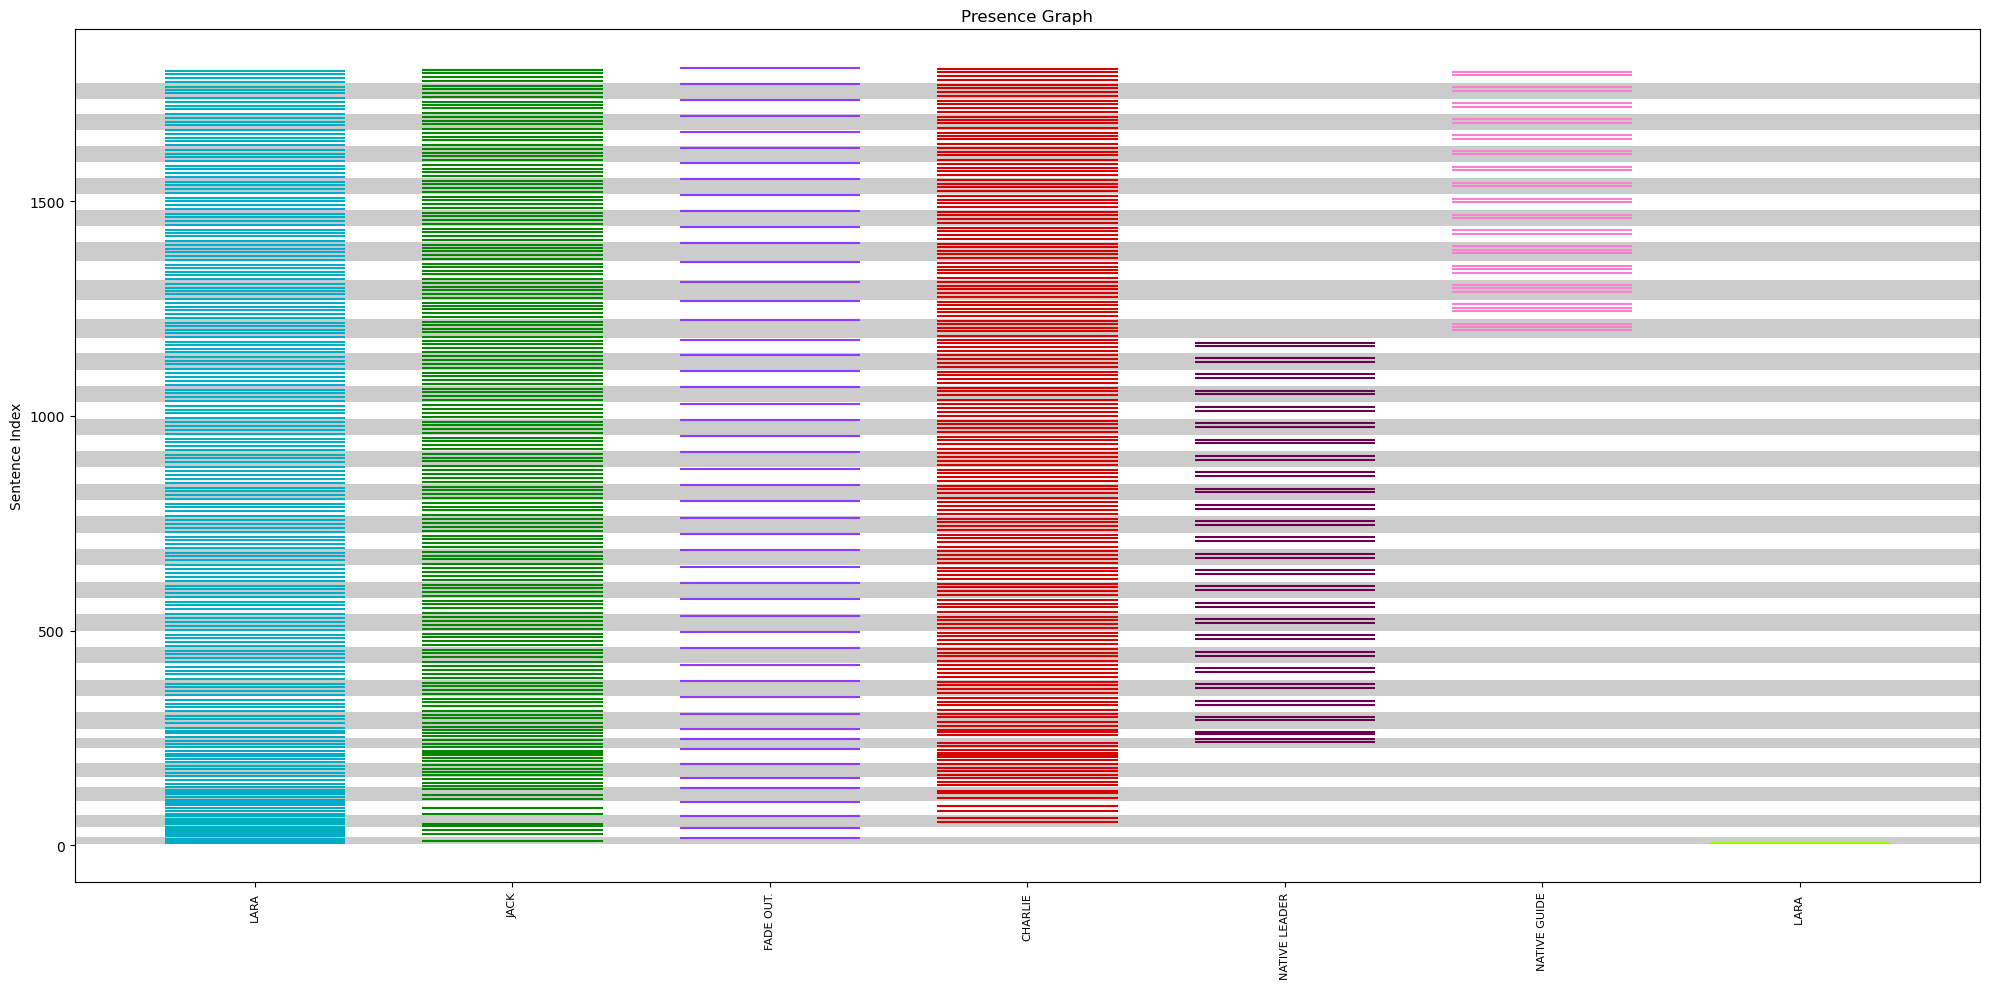 Presence Graph
Sentence Index
1500
1000
500
0
LARA
JACK
FADE OUT.
CHARLIE
NATIVE LEADER
NATIVE GUIDE
LARA